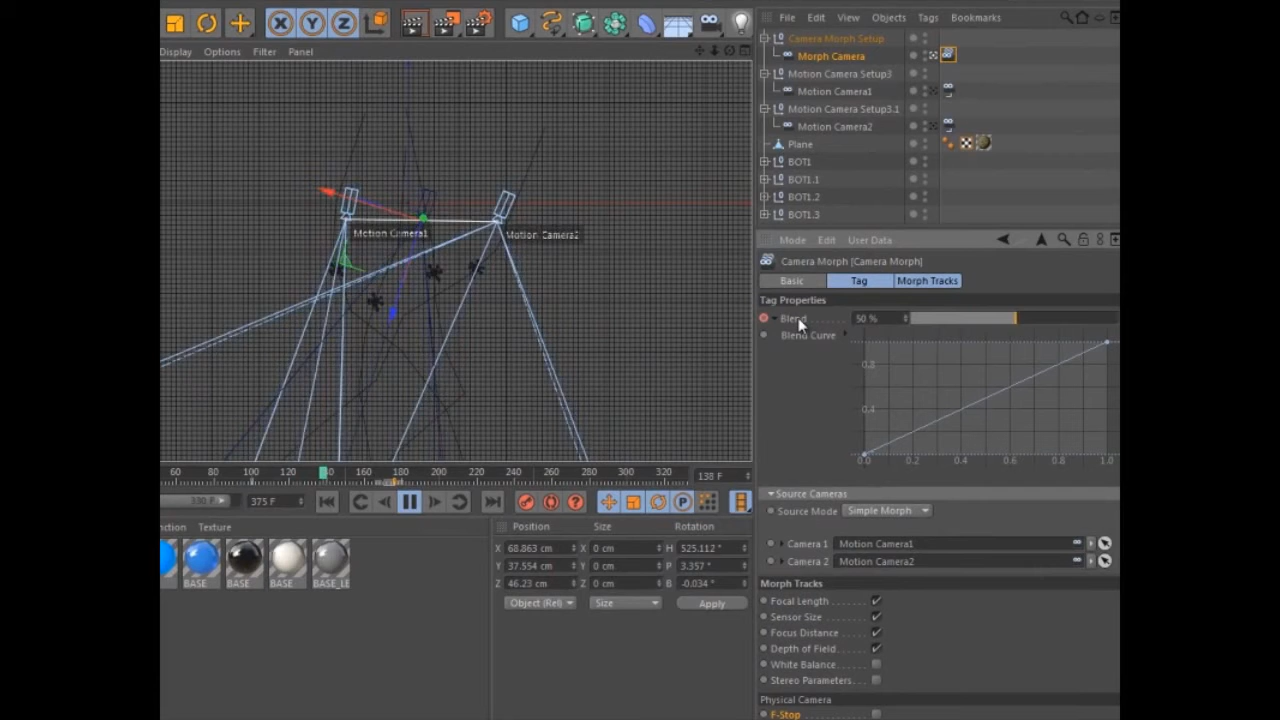 File Edit View Objects Tags Bookmarks
X Y Z
Display Options Filter Panel
Camera Morph Setup
Morph Camera
Motion Camera Setup3
Motion Camera1
Motion Camera Setup3.1
Motion Camera2
Plane
BOT1
BOT1.1
BOT1.2
BOT1.3
Motion Camera1
Motion Camera2
Mode Edit User Data
Camera Morph [Camera Morph]
Basic Tag Morph Tracks
Tag Properties
Blend 50 %
Blend Curve
0.8
0.4
0.0 0.2 0.4 0.6 0.8 1.0
60 80 100 120 140 160 180 200 220 240 260 280 300 320 138 F
330 F 375 F
Source Cameras
Source Mode Simple Morph
Camera 1 Motion Camera1
Camera 2 Motion Camera2
Morph Tracks
Focal Length
Sensor Size
Focus Distance
Depth of Field
White Balance
Stereo Parameters
Physical Camera
F-Stop
nction Texture
BASE BASE BASE BASE_LE
Position Size Rotation
X 68.863 cm X 0 cm H 525.112 °
Y 37.554 cm Y 0 cm P 3.357 °
Z 46.23 cm Z 0 cm B -0.034 °
Object (Rel) Size Apply